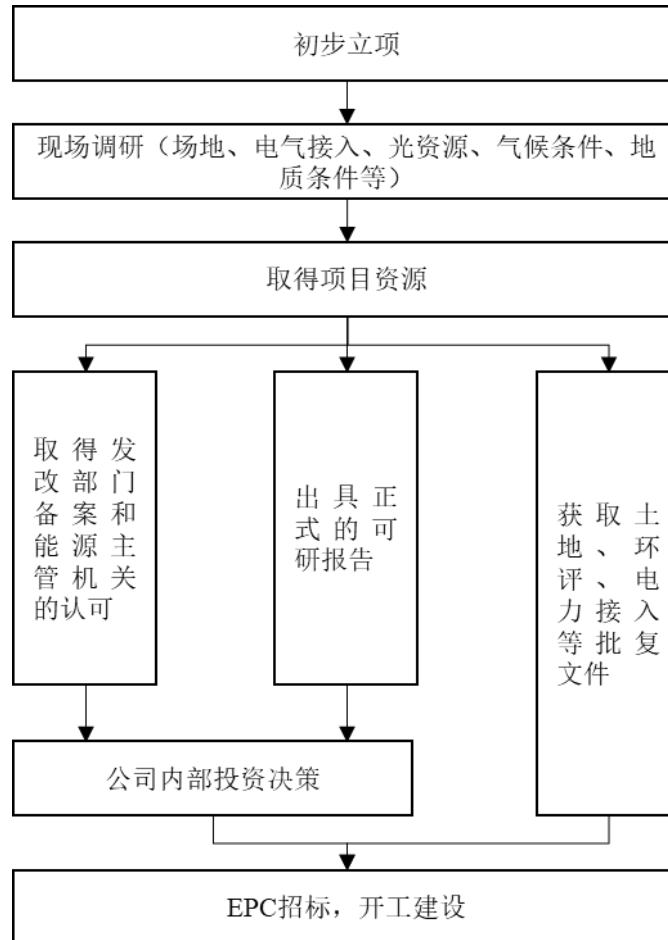 初步立项
现场调研（场地、电气接入、光资源、气候条件、地
质条件等）
取得项目资源
取得发
改部门
备案和
能源主
管机关
的认可
出具正
式的可
研报告
获取土
地、环
评、电
力接入
等批复
文件
公司内部投资决策
EPC招标，开工建设